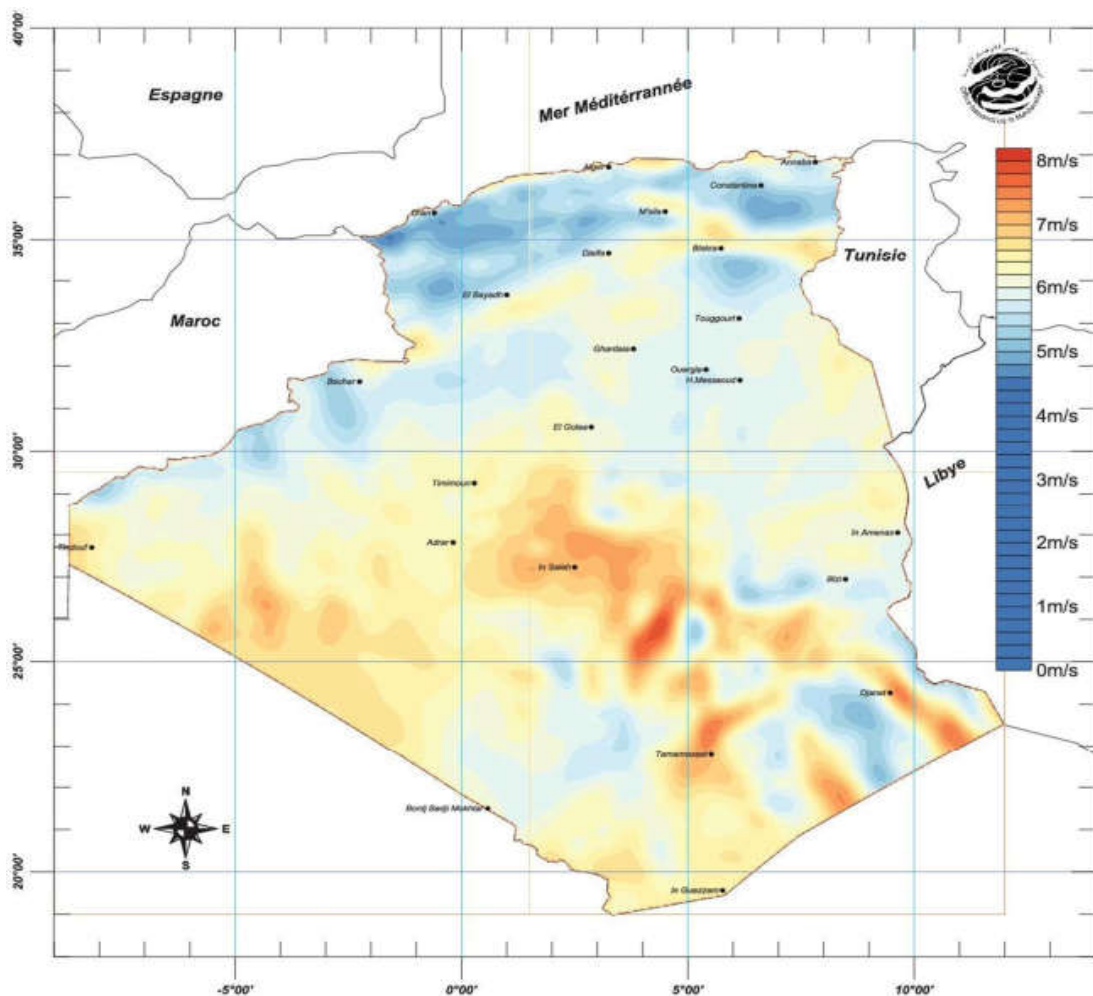 40°00'
Espagne
Mer Méditérrannée
8m/s
Alger
Annaba
Constantine
7m/s
Oran
M'sila
35°00'
Biskra
Djelfa
Tunisic
6m/s
El Bayadh
Maroc
Touggourt
Ghardaia
5m/s
Ouargla
Bechar
H.Messaoud
4m/s
El Golea
30°00'
Libye
Timimoun
3m/s
In Amenas
Adrar
Tindouf
2m/s
In Salah
Illizi
1m/s
25°00'
0m/s
Djanet
Tamanrasset
N
Bordj Badji Mokhtar
W
E
S
20°00'
In Guezzam
-5°00'
0°00'
5°00'
10°00'